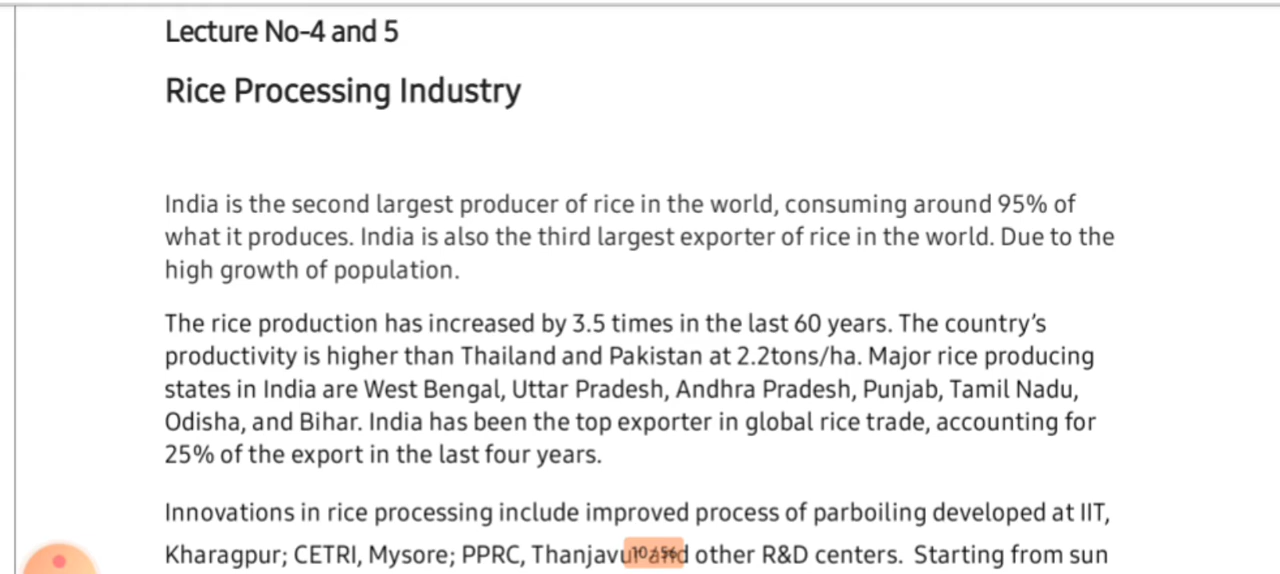 Lecture No-4 and 5
Rice Processing Industry
India is the second largest producer of rice in the world, consuming around 95% of
what it produces. India is also the third largest exporter of rice in the world. Due to the
high growth of population.
The rice production has increased by 3.5 times in the last 60 years. The country's
productivity is higher than Thailand and Pakistan at 2.2tons/ha. Major rice producing
states in India are West Bengal, Uttar Pradesh, Andhra Pradesh, Punjab, Tamil Nadu,
Odisha, and Bihar. India has been the top exporter in global rice trade, accounting for
25% of the export in the last four years.
Innovations in rice processing include improved process of parboiling developed at IIT,
Kharagpur; CETRI, Mysore; PPRC, other R&D centers. Starting from sun